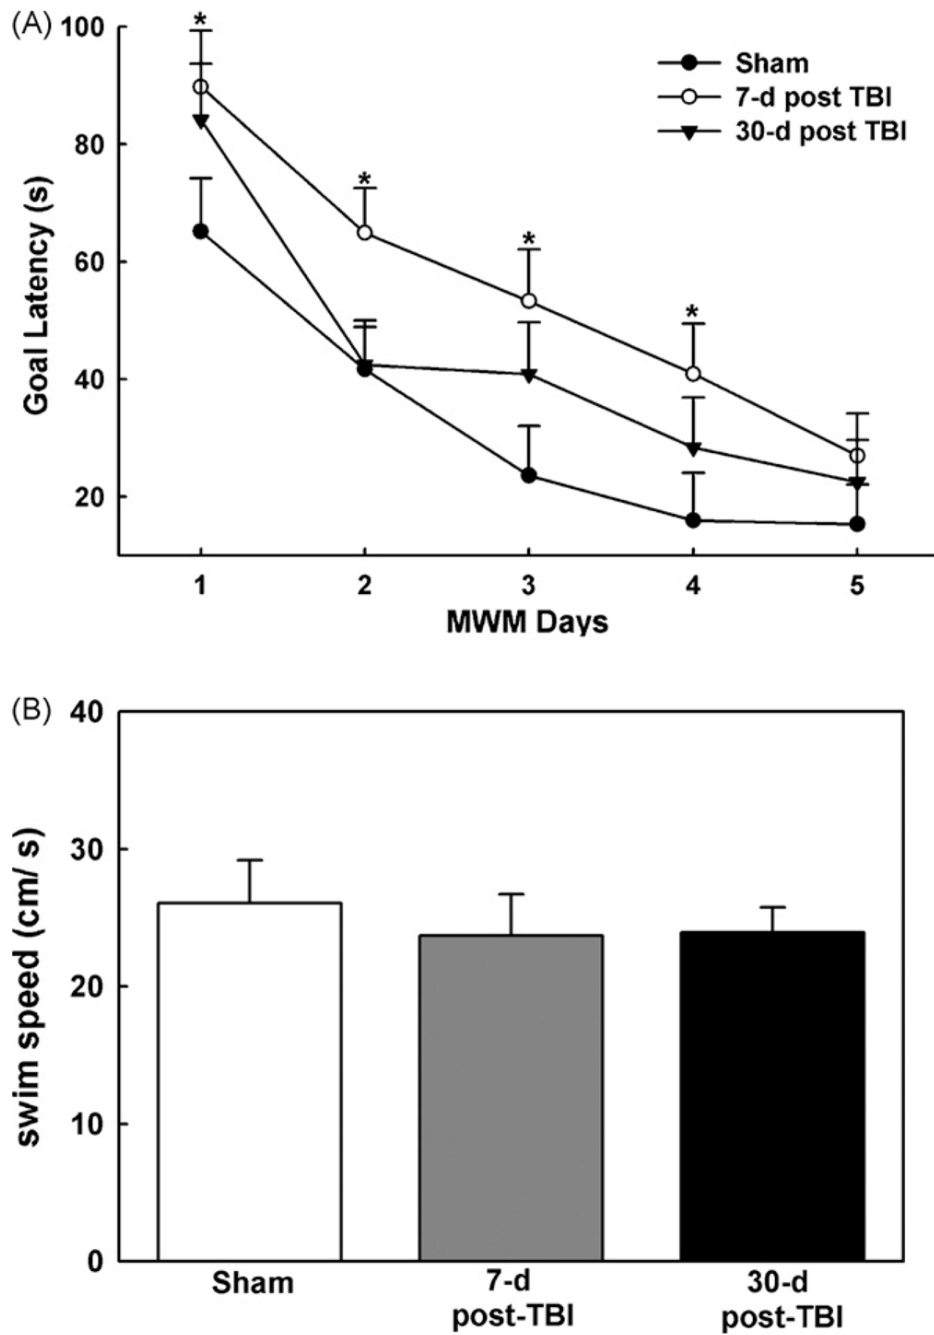 (A)
100
80
60
40
20
Goal Latency (s)
*
*
*
*
Sham
7-d post TBI
30-d post TBI
1 2 3 4 5
MWM Days
(B)
40
30
20
10
0
swim speed (cm/ s)
Sham
7-d
post-TBI
30-d
post-TBI